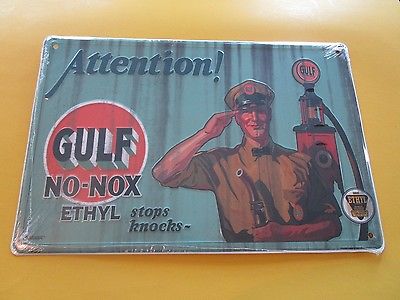 Attention!
GULF
GULF
NO-NOX
ETHYL stops
knocks-
ETHYL